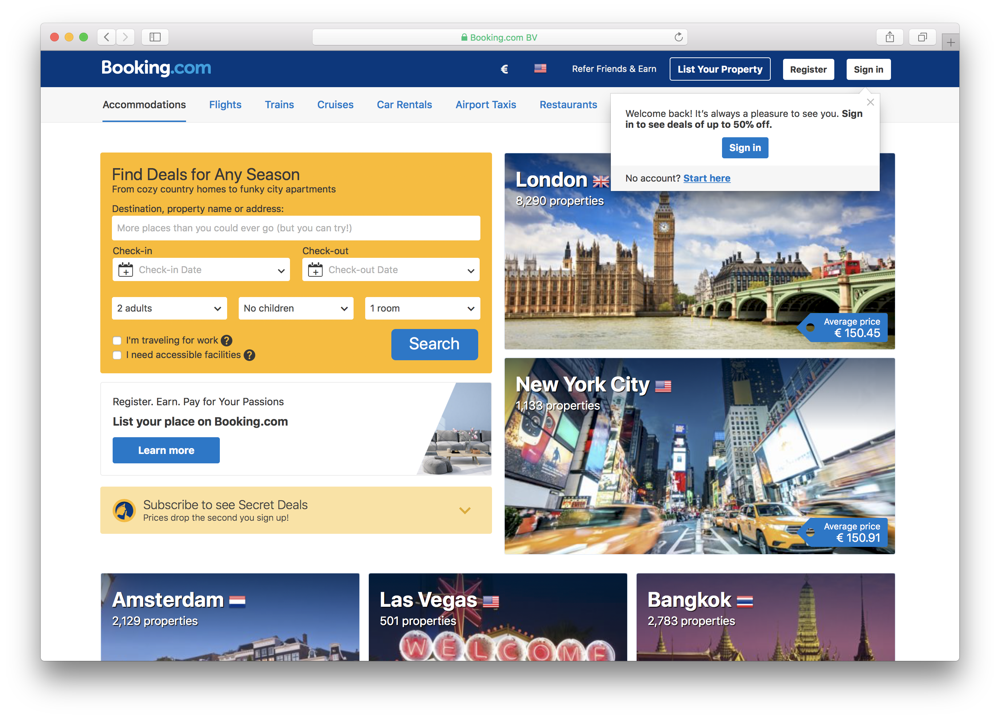 Booking.com BV
Booking.com
€
Refer Friends & Earn
List Your Property
Register
Sign in
Accommodations
Flights
Trains
Cruises
Car Rentals
Airport Taxis
Restaurants
Welcome back! It’s always a pleasure to see you. Sign
in to see deals of up to 50% off.
Sign in
No account? Start here
Find Deals for Any Season
From cozy country homes to funky city apartments
Destination, property name or address:
More places than you could ever go (but you can try!)
Check-in
Check-out
Check-in Date
Check-out Date
2 adults
No children
1 room
I'm traveling for work ?
I need accessible facilities ?
Search
London
8,290 properties
Average price
€ 150.45
New York City
1,133 properties
Average price
€ 150.91
Register. Earn. Pay for Your Passions
List your place on Booking.com
Learn more
Subscribe to see Secret Deals
Prices drop the second you sign up!
Amsterdam
2,129 properties
Las Vegas
501 properties
WELCOME
Bangkok
2,783 properties